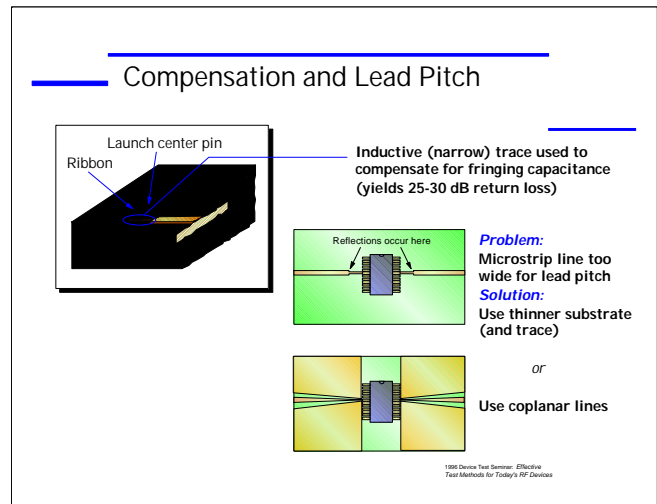 Compensation and Lead Pitch
Launch center pin
Ribbon
Inductive (narrow) trace used to
compensate for fringing capacitance
(yields 25-30 dB return loss)
Reflections occur here
Problem:
Microstrip line too
wide for lead pitch
Solution:
Use thinner substrate
(and trace)
or
Use coplanar lines
1996 Device Test Seminar: Effective
Test Methods for Today's RF Devices